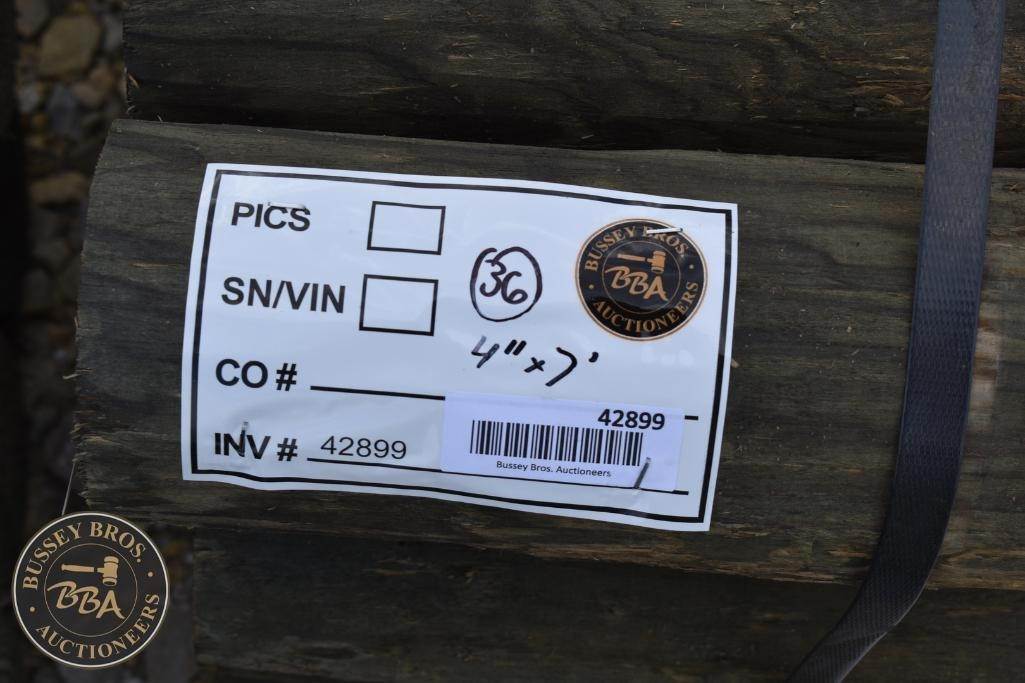 PICS
SN/VIN
36
4" x 7'
BUSSEY BROS.
BBA
AUCTIONEERS
CO #
INV # 42899
42899
Bussey Bros. Auctioneers
BUSSEY BROS.
BBA
AUCTIONEERS